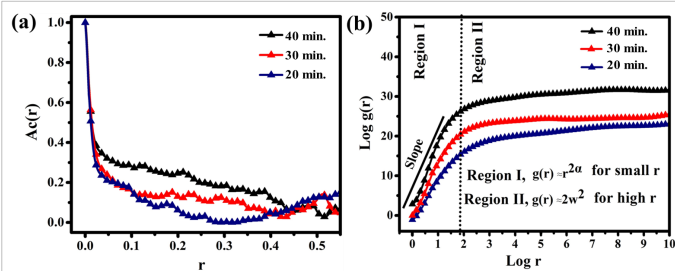 (a)
40 min.
30 min.
20 min.
Ac(r)
1.0
0.8
0.6
0.4
0.2
0.0
0.0 0.1 0.2 0.3 0.4 0.5
r
(b)
Region I
Region II
40 min.
30 min.
20 min.
Slope
Region I, g(r) ≈r^2α for small r
Region II, g(r) ≈2w^2 for high r
Log g(r)
50
40
30
20
10
0
0 1 2 3 4 5 6 7 8 9 10
Log r